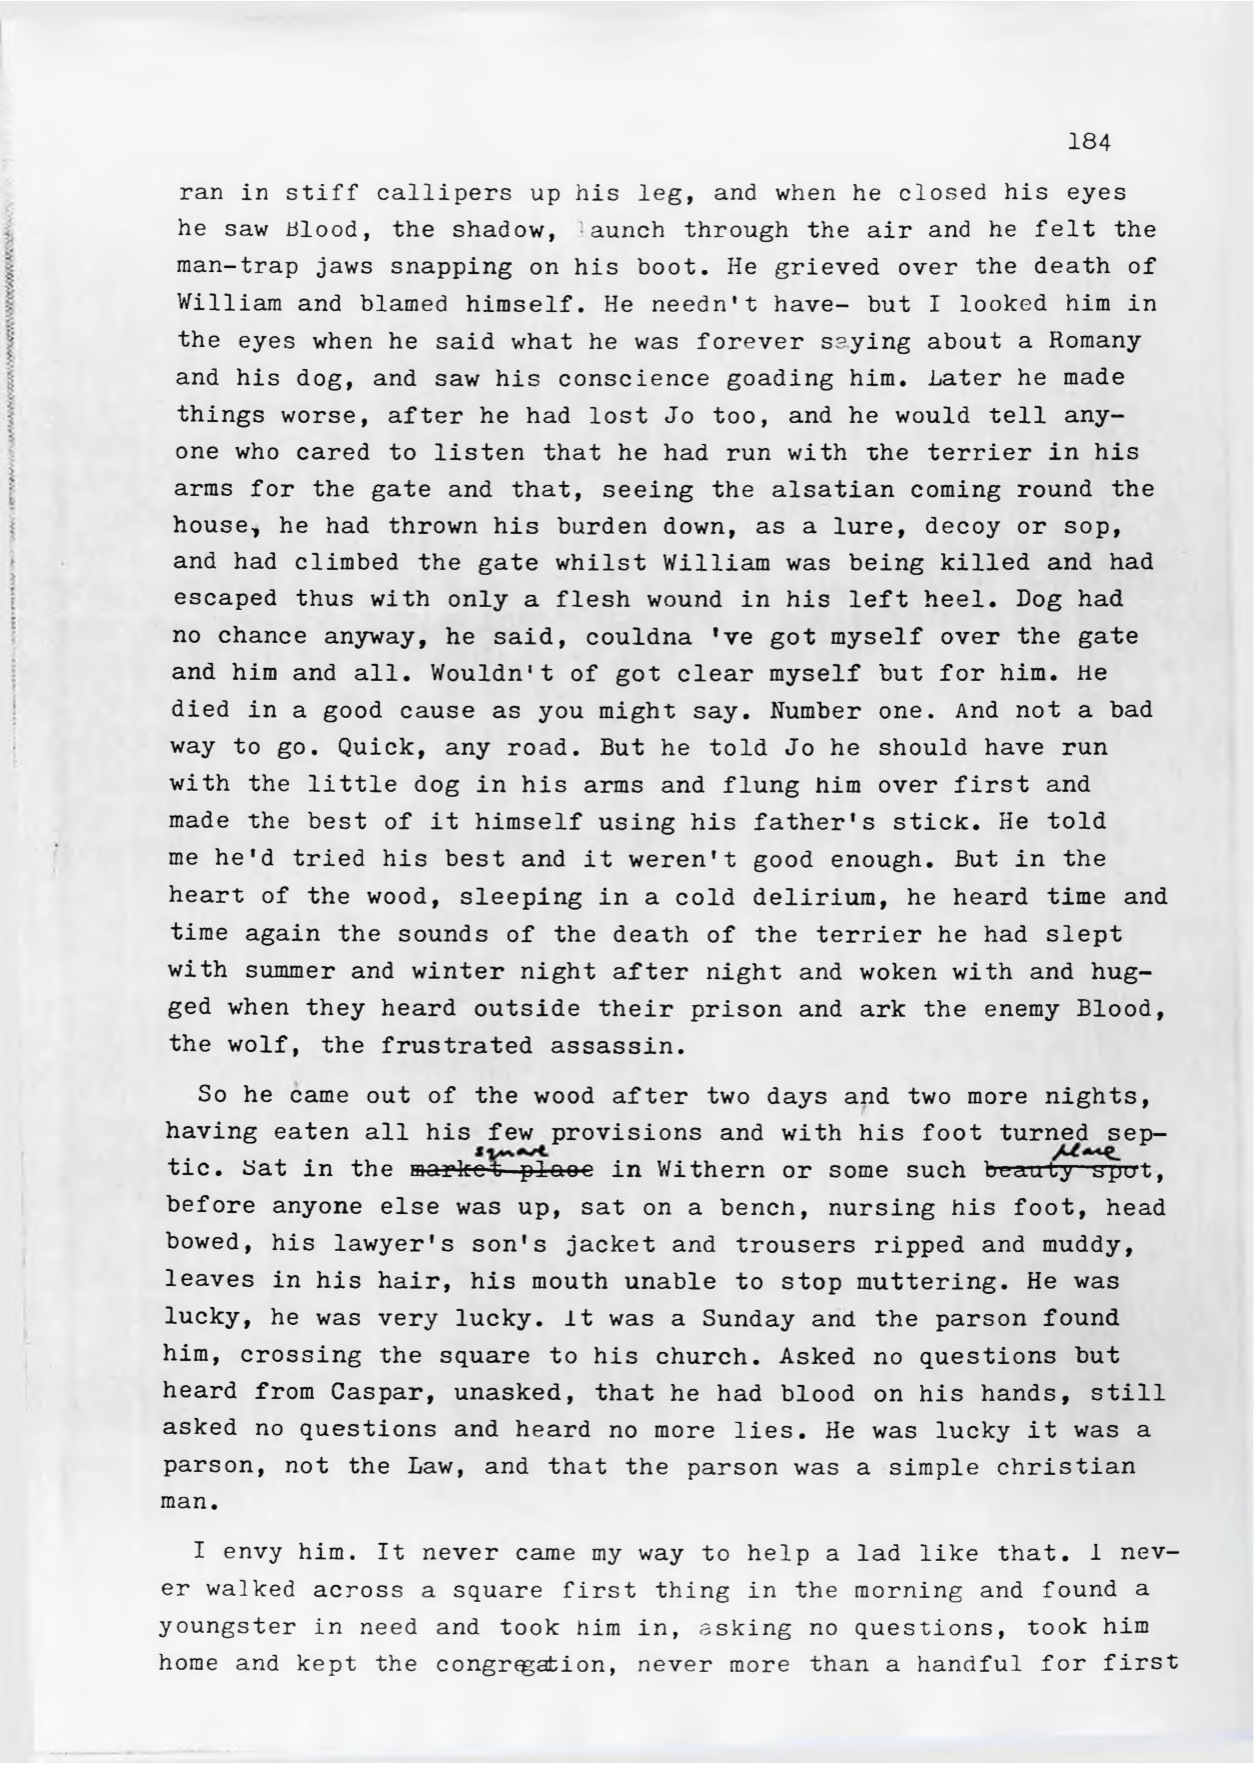 184
ran in stiff callipers up his leg, and when he closed his eyes
he saw Blood, the shadow, launch through the air and he felt the
man-trap jaws snapping on his boot. He grieved over the death of
William and blamed himself. He needn't have- but I looked him in
the eyes when he said what he was forever saying about a Romany
and his dog, and saw his conscience goading him. Later he made
things worse, after he had lost Jo too, and he would tell any-
one who cared to listen that he had run with the terrier in his
arms for the gate and that, seeing the alsatian coming round the
house, he had thrown his burden down, as a lure, decoy or sop,
and had climbed the gate whilst William was being killed and had
escaped thus with only a flesh wound in his left heel. Dog had
no chance anyway, he said, couldna 've got myself over the gate
and him and all. Wouldn't of got clear myself but for him. He
died in a good cause as you might say. Number one. And not a bad
way to go. Quick, any road. But he told Jo he should have run
with the little dog in his arms and flung him over first and
made the best of it himself using his father's stick. He told
me he'd tried his best and it weren't good enough. But in the
heart of the wood, sleeping in a cold delirium, he heard time and
time again the sounds of the death of the terrier he had slept
with summer and winter night after night and woken with and hug-
ged when they heard outside their prison and ark the enemy Blood,
the wolf, the frustrated assassin.
So he came out of the wood after two days and two more nights,
having eaten all his few provisions and with his foot turned sep-
square place
tic. Sat in the market place in Withern or some such beauty spot,
before anyone else was up, sat on a bench, nursing his foot, head
bowed, his lawyer's son's jacket and trousers ripped and muddy,
leaves in his hair, his mouth unable to stop muttering. He was
lucky, he was very lucky. It was a Sunday and the parson found
him, crossing the square to his church. Asked no questions but
heard from Caspar, unasked, that he had blood on his hands, still
asked no questions and heard no more lies. He was lucky it was a
parson, not the Law, and that the parson was a simple christian
man.
I envy him. It never came my way to help a lad like that. I nev-
er walked across a square first thing in the morning and found a
youngster in need and took him in, asking no questions, took him
home and kept the congregation, never more than a handful for first